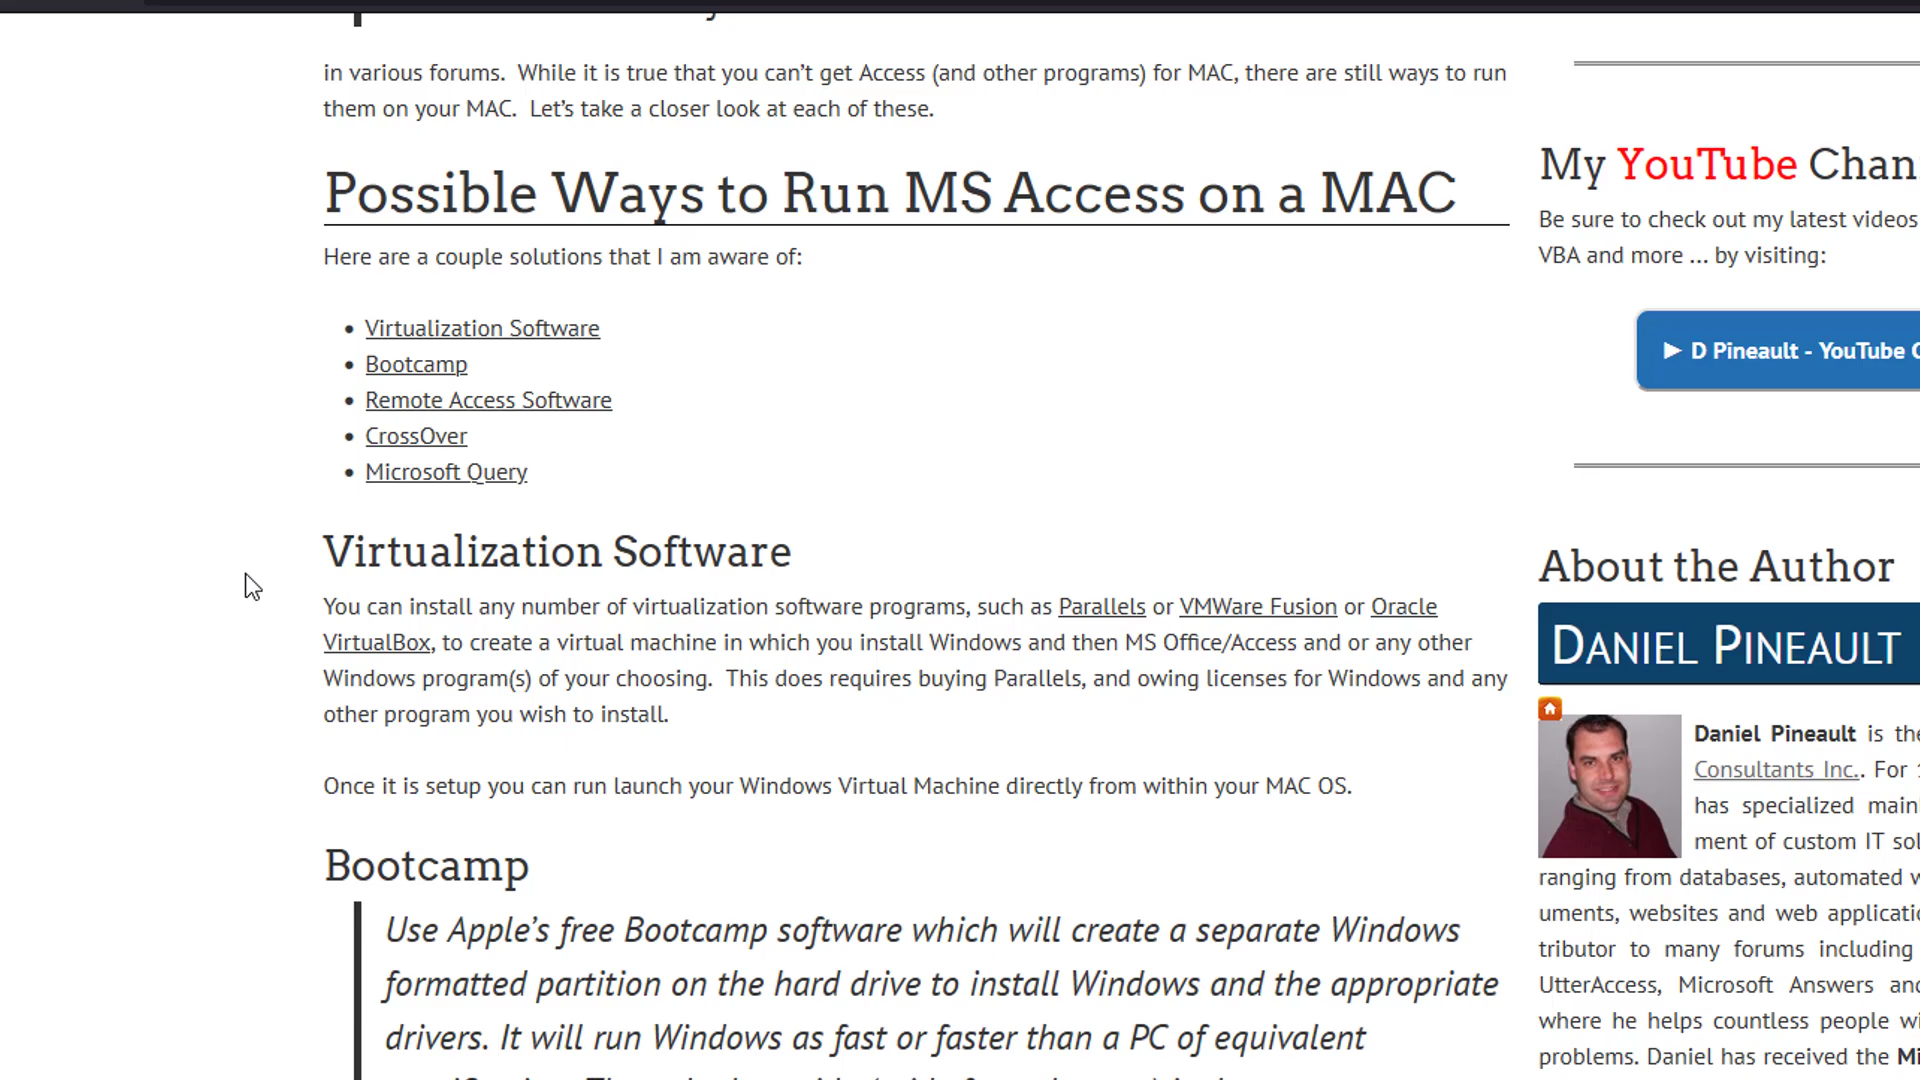 in various forums.  While it is true that you can’t get Access (and other programs) for MAC, there are still ways to run
them on your MAC.  Let’s take a closer look at each of these.
Possible Ways to Run MS Access on a MAC
Here are a couple solutions that I am aware of:
• Virtualization Software
• Bootcamp
• Remote Access Software
• CrossOver
• Microsoft Query
Virtualization Software
You can install any number of virtualization software programs, such as Parallels or VMWare Fusion or Oracle
VirtualBox, to create a virtual machine in which you install Windows and then MS Office/Access and or any other
Windows program(s) of your choosing.  This does requires buying Parallels, and owing licenses for Windows and any
other program you wish to install.
Once it is setup you can run launch your Windows Virtual Machine directly from within your MAC OS.
Bootcamp
Use Apple’s free Bootcamp software which will create a separate Windows
formatted partition on the hard drive to install Windows and the appropriate
drivers. It will run Windows as fast or faster than a PC of equivalent
My YouTube Chan
Be sure to check out my latest videos
VBA and more ... by visiting:
► D Pineault - YouTube
About the Author
DANIEL PINEAULT
Daniel Pineault is the
Consultants Inc.. For
has specialized main
ment of custom IT sol
ranging from databases, automated
uments, websites and web applicatio
tributor to many forums including
UtterAccess, Microsoft Answers and
where he helps countless people wi
problems. Daniel has received the Mi